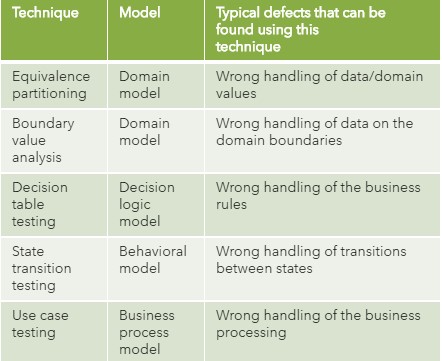 Technique Model Typical defects that can be
found using this
technique
Equivalence Domain Wrong handling of data/domain
partitioning model values
Boundary Domain Wrong handling of data on the
value model domain boundaries
analysis
Decision Decision Wrong handling of the business
table logic rules
testing model
State Behavioral Wrong handling of transitions
transition model between states
testing
Use case Business Wrong handling of the business
testing process processing
model